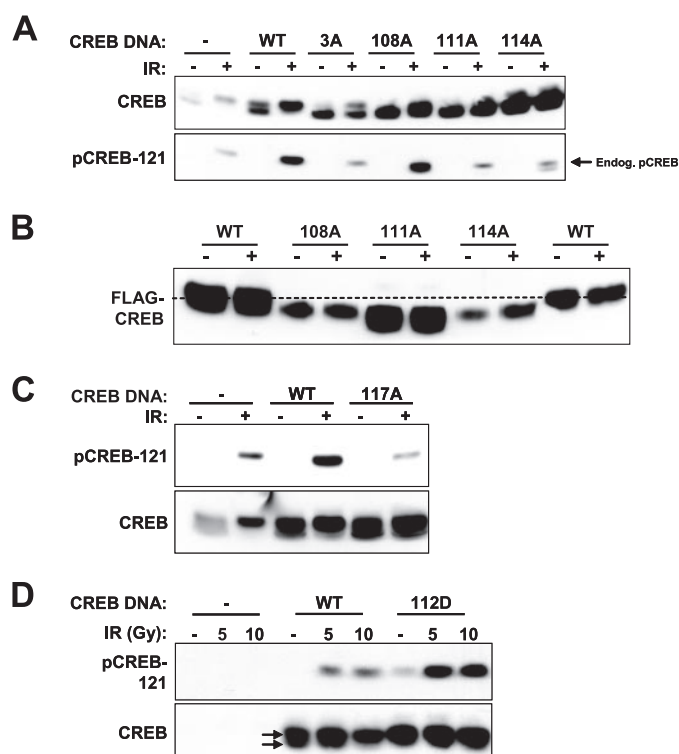 A
CREB DNA: - WT 3A 108A 111A 114A
IR: - + - + - + - + - + - +
CREB
pCREB-121
Endog. pCREB
B
WT 108A 111A 114A WT
- + - + - + - + - +
FLAG-
CREB
C
CREB DNA: - WT 117A
IR: - + - + - +
pCREB-121
CREB
D
CREB DNA: - WT 112D
IR (Gy): - 5 10 - 5 10 - 5 10
pCREB-
121
CREB